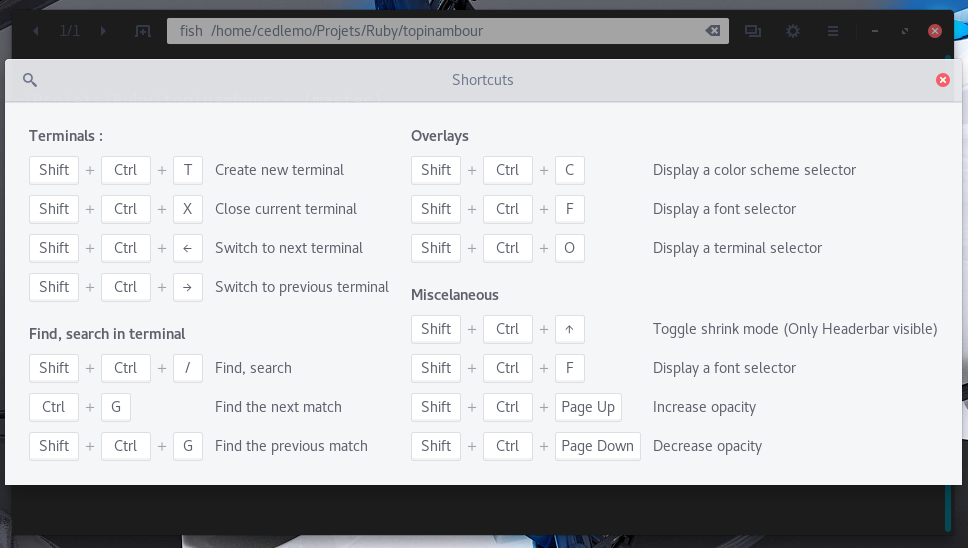 1/1
fish /home/cedlemo/Projets/Ruby/topinambour
Shortcuts
Terminals :
Shift + Ctrl + T Create new terminal
Shift + Ctrl + X Close current terminal
Shift + Ctrl + ← Switch to next terminal
Shift + Ctrl + → Switch to previous terminal
Find, search in terminal
Shift + Ctrl + / Find, search
Ctrl + G Find the next match
Shift + Ctrl + G Find the previous match
Overlays
Shift + Ctrl + C Display a color scheme selector
Shift + Ctrl + F Display a font selector
Shift + Ctrl + O Display a terminal selector
Miscelaneous
Shift + Ctrl + ↑ Toggle shrink mode (Only Headerbar visible)
Shift + Ctrl + F Display a font selector
Shift + Ctrl + Page Up Increase opacity
Shift + Ctrl + Page Down Decrease opacity